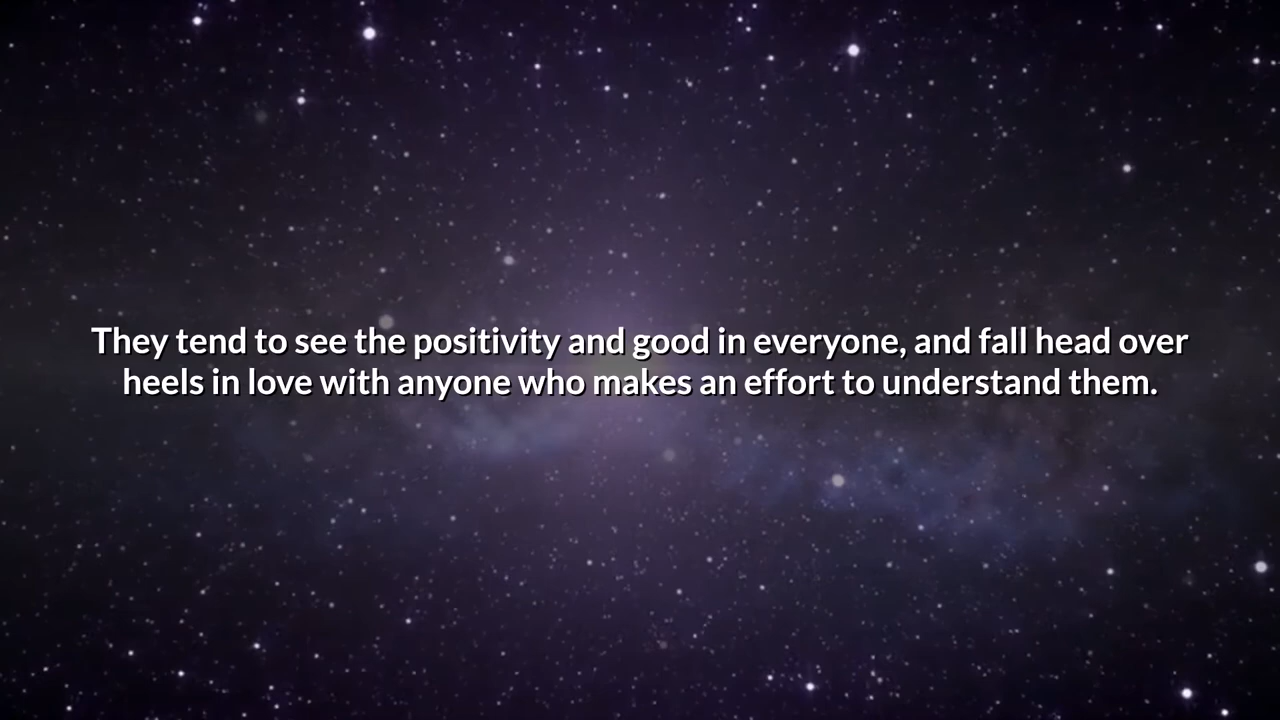 They tend to see the positivity and good in everyone, and fall head over
heels in love with anyone who makes an effort to understand them.